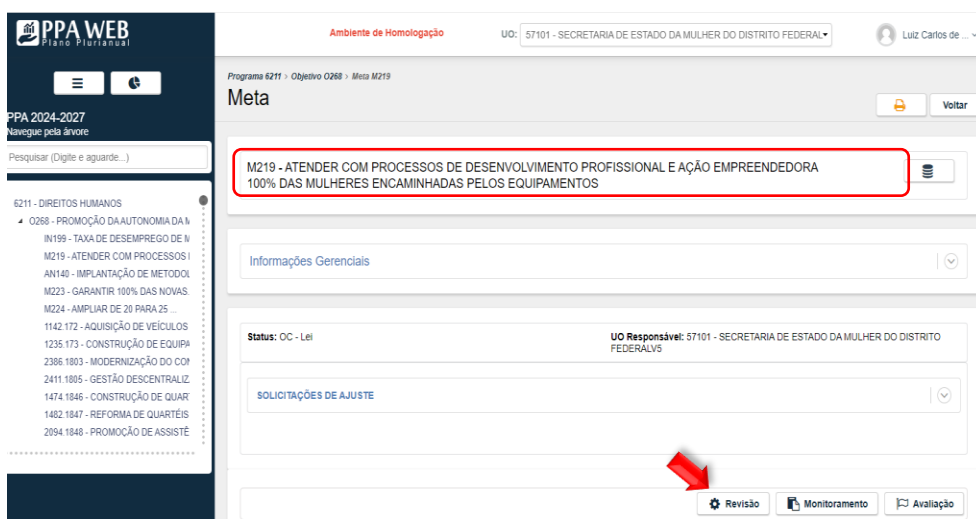 PPA WEB
Plano Plurianual
Ambiente de Homologação
UO: 57101 - SECRETARIA DE ESTADO DA MULHER DO DISTRITO FEDERAL
Luiz Carlos de ...
PPA 2024-2027
Navegue pela árvore
Pesquisar (Digite e aguarde...)
6211 - DIREITOS HUMANOS
O268 - PROMOÇÃO DA AUTONOMIA DA M
IN199 - TAXA DE DESEMPREGO DE M
M219 - ATENDER COM PROCESSOS I
AN140 - IMPLANTAÇÃO DE METODOL
M223 - GARANTIR 100% DAS NOVAS.
M224 - AMPLIAR DE 20 PARA 25 ...
1142.172 - AQUISIÇÃO DE VEÍCULOS
1235.173 - CONSTRUÇÃO DE EQUIPA
2386.1803 - MODERNIZAÇÃO DO CON
2411.1805 - GESTÃO DESCENTRALIZ.
1474.1846 - CONSTRUÇÃO DE QUAR
1482.1847 - REFORMA DE QUARTÉIS
2094.1848 - PROMOÇÃO DE ASSISTÊ
Programa 6211 > Objetivo O268 > Meta M219
Meta
Voltar
M219 - ATENDER COM PROCESSOS DE DESENVOLVIMENTO PROFISSIONAL E AÇÃO EMPREENDEDORA
100% DAS MULHERES ENCAMINHADAS PELOS EQUIPAMENTOS
Informações Gerenciais
Status: OC - Lei
UO Responsável: 57101 - SECRETARIA DE ESTADO DA MULHER DO DISTRITO
FEDERALV5
SOLICITAÇÕES DE AJUSTE
Revisão
Monitoramento
Avaliação